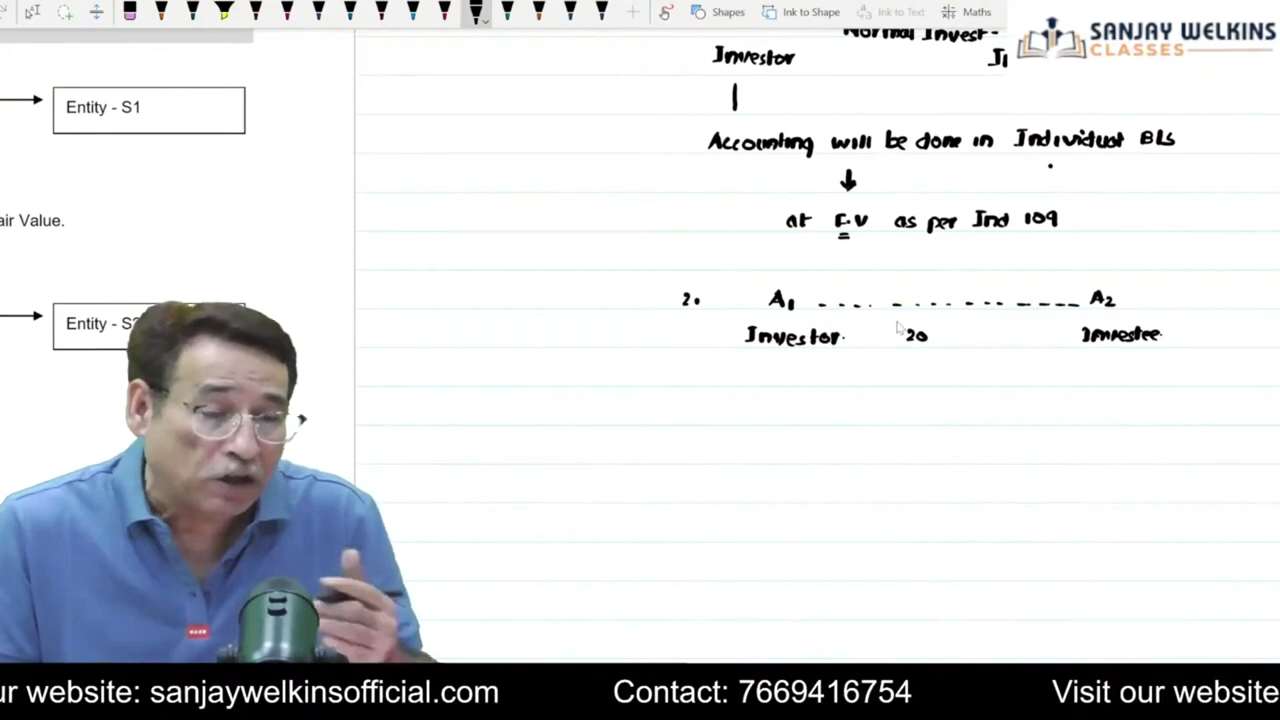 Shapes
Ink to Shape
Ink to Text
Maths
SANJAY WELKINS
CLASSES
Normal Invest-
Investor
Entity - S1
Accounting will be done in Individual BLs
air Value.
at F.V as per Ind 109
2. A1 A2
Entity - S
Investor. 20 Investee.
ur website: sanjaywelkinsofficial.com Contact: 7669416754 Visit our website